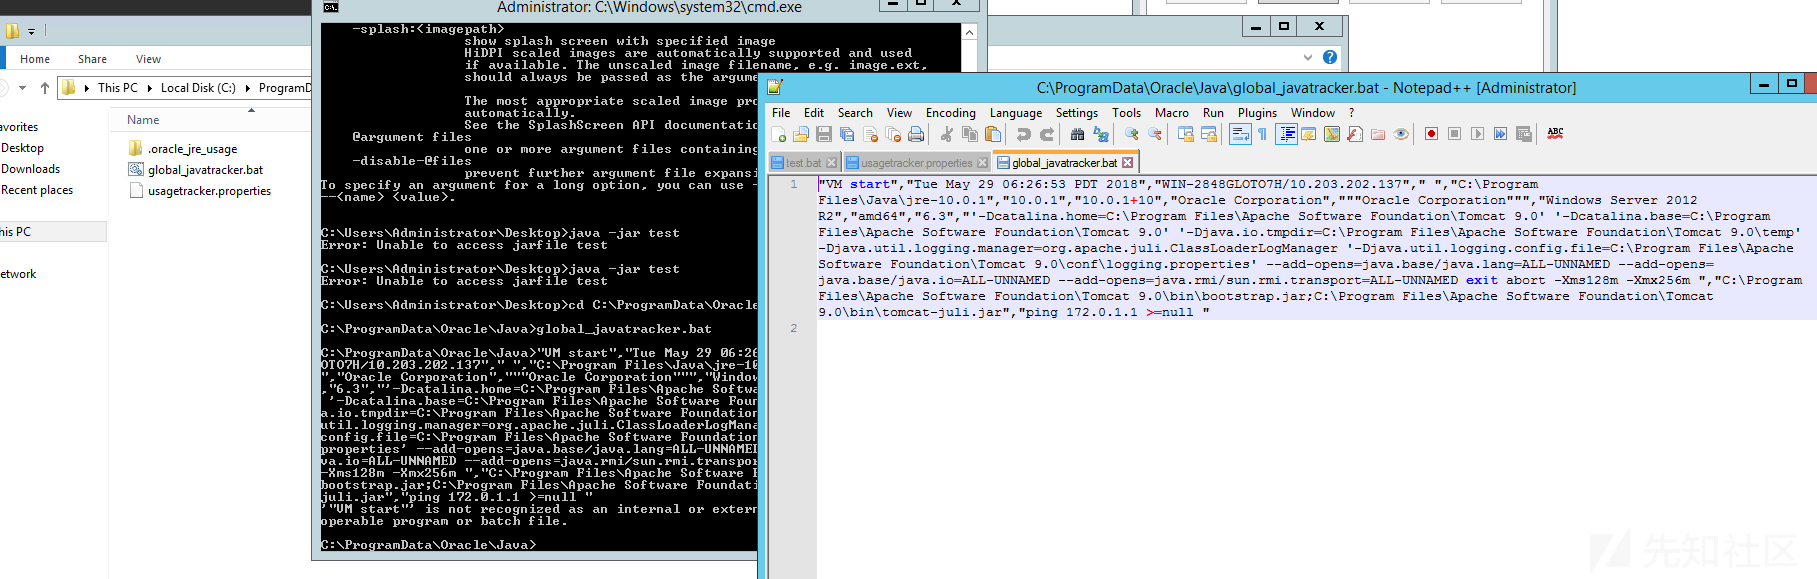 Administrator: C:\Windows\system32\cmd.exe
Home Share View
This PC Local Disk (C:) ProgramD
Name
avorites
Desktop
Downloads
Recent places
his PC
etwork
.oracle_jre_usage
global_javatracker.bat
usagetracker.properties
-splash:<imagepath>
show splash screen with specified image
HiDPI scaled images are automatically supported and used
if available. The unscaled image filename, e.g. image.ext,
should always be passed as the argume
The most appropriate scaled image pro
automatically.
See the SplashScreen API documentatio
@argument files
one or more argument files containing
-disable-@files
prevent further argument file expansi
To specify an argument for a long option, you can use -
--<name> <value>.
C:\Users\Administrator\Desktop>java -jar test
Error: Unable to access jarfile test
C:\Users\Administrator\Desktop>java -jar test
Error: Unable to access jarfile test
C:\Users\Administrator\Desktop>cd C:\ProgramData\Oracle
C:\ProgramData\Oracle\Java>global_javatracker.bat
C:\ProgramData\Oracle\Java>"VM start","Tue May 29 06:26
OTO7H/10.203.202.137"," ","C:\Program Files\Java\jre-10
","Oracle Corporation","""Oracle Corporation""","Window
,"6.3","'-Dcatalina.home=C:\Program Files\Apache Softwa
'-Dcatalina.base=C:\Program Files\Apache Software Foun
a.io.tmpdir=C:\Program Files\Apache Software Foundation
util.logging.manager=org.apache.juli.ClassLoaderLogMana
config.file=C:\Program Files\Apache Software Foundation
properties' --add-opens=java.base/java.lang=ALL-UNNAMED
va.io=ALL-UNNAMED --add-opens=java.rmi/sun.rmi.transpor
-Xms128m -Xmx256m ","C:\Program Files\Apache Software F
bootstrap.jar;C:\Program Files\Apache Software Foundati
juli.jar","ping 172.0.1.1 >=null "
'"VM start"' is not recognized as an internal or exter
operable program or batch file.
C:\ProgramData\Oracle\Java>
C:\ProgramData\Oracle\Java\global_javatracker.bat - Notepad++ [Administrator]
File Edit Search View Encoding Language Settings Tools Macro Run Plugins Window ?
test.bat usagetracker.properties global_javatracker.bat
1 "VM start","Tue May 29 06:26:53 PDT 2018","WIN-2848GLOTO7H/10.203.202.137"," ","C:\Program
Files\Java\jre-10.0.1","10.0.1","10.0.1+10","Oracle Corporation","""Oracle Corporation""","Windows Server 2012
R2","amd64","6.3","'-Dcatalina.home=C:\Program Files\Apache Software Foundation\Tomcat 9.0' '-Dcatalina.base=C:\Program
Files\Apache Software Foundation\Tomcat 9.0' '-Djava.io.tmpdir=C:\Program Files\Apache Software Foundation\Tomcat 9.0\temp'
-Djava.util.logging.manager=org.apache.juli.ClassLoaderLogManager '-Djava.util.logging.config.file=C:\Program Files\Apache
Software Foundation\Tomcat 9.0\conf\logging.properties' --add-opens=java.base/java.lang=ALL-UNNAMED --add-opens=
java.base/java.io=ALL-UNNAMED --add-opens=java.rmi/sun.rmi.transport=ALL-UNNAMED exit abort -Xms128m -Xmx256m ","C:\Program
Files\Apache Software Foundation\Tomcat 9.0\bin\bootstrap.jar;C:\Program Files\Apache Software Foundation\Tomcat
9.0\bin\tomcat-juli.jar","ping 172.0.1.1 >=null "
2
先知社区